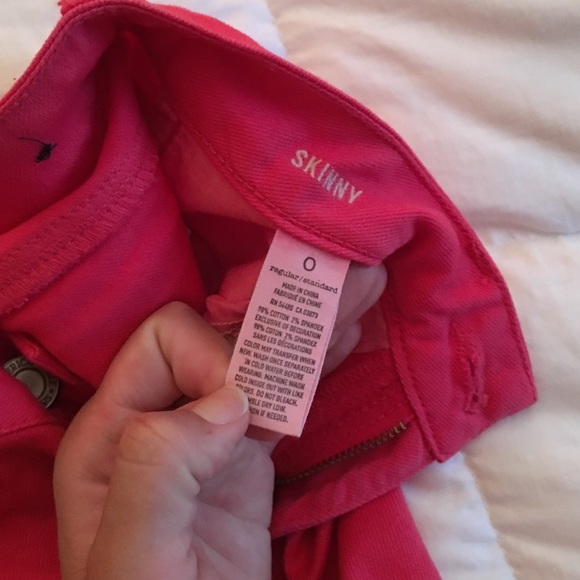 SKINNY
0
regular/standard
MADE IN CHINA
FABRIQUÉ EN CHINE
RN 54485 CA 03073
98% COTTON 2% SPANDEX
EXCLUSIVE OF DECORATION
98% COTON 2% SPANDEX
SANS LES DÉCORATIONS
COLOR MAY TRANSFER WHEN
NEW. WASH ONCE SEPARATELY
IN COLD WATER BEFORE
WEARING. MACHINE WASH
COLD INSIDE OUT WITH LIKE
COLORS. DO NOT BLEACH.
TUMBLE DRY LOW.
IF NEEDED.